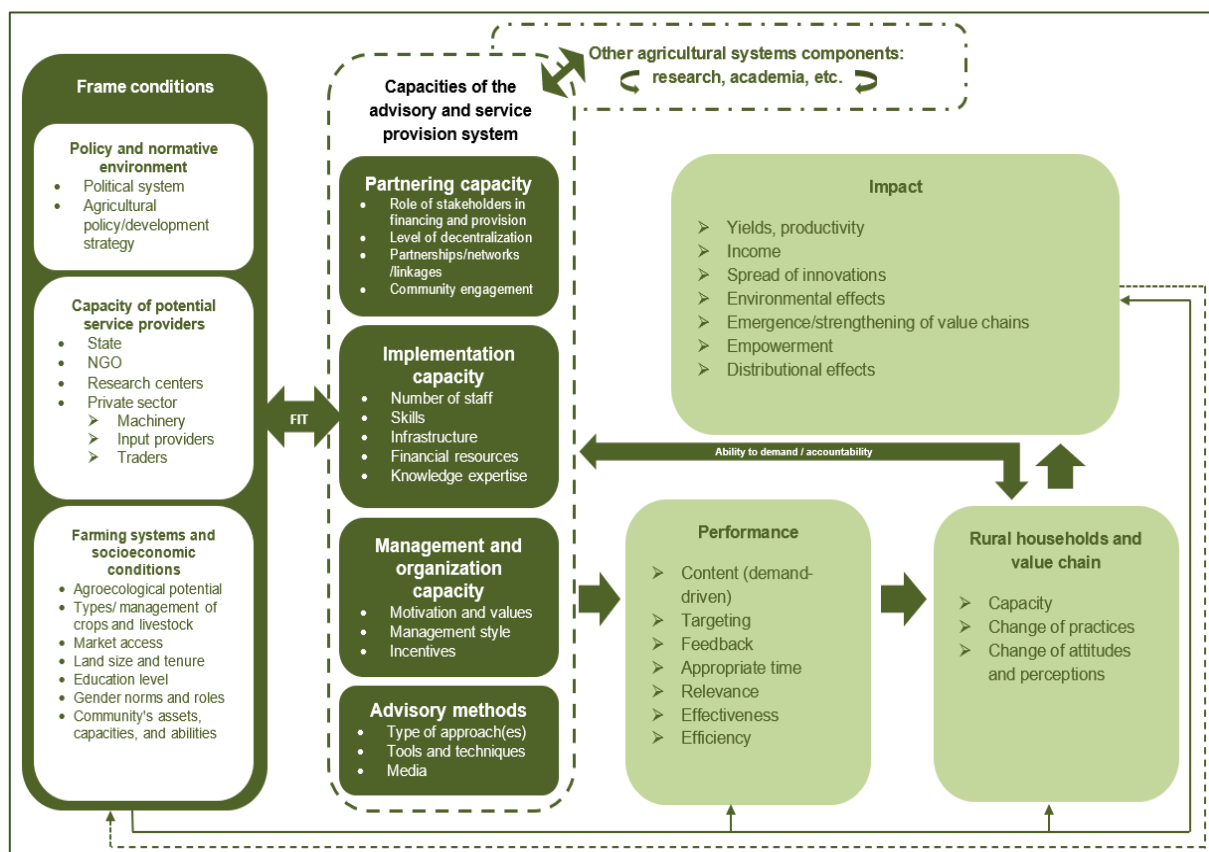 Other agricultural systems components:
research, academia, etc.
Frame conditions
Policy and normative
environment
• Political system
• Agricultural
policy/development
strategy
Capacity of potential
service providers
• State
• NGO
• Research centers
• Private sector
➢ Machinery
➢ Input providers
➢ Traders
Farming systems and
socioeconomic
conditions
• Agroecological potential
• Types/ management of
crops and livestock
• Market access
• Land size and tenure
• Education level
• Gender norms and roles
• Community's assets,
capacities, and abilities
FIT
Capacities of the
advisory and service
provision system
Partnering capacity
• Role of stakeholders in
financing and provision
• Level of decentralization
• Partnerships/networks
/linkages
• Community engagement
Implementation
capacity
• Number of staff
• Skills
• Infrastructure
• Financial resources
• Knowledge expertise
Management and
organization
capacity
• Motivation and values
• Management style
• Incentives
Advisory methods
• Type of approach(es)
• Tools and techniques
• Media
Impact
➢ Yields, productivity
➢ Income
➢ Spread of innovations
➢ Environmental effects
➢ Emergence/strengthening of value chains
➢ Empowerment
➢ Distributional effects
Ability to demand / accountability
Performance
➢ Content (demand-
driven)
➢ Targeting
➢ Feedback
➢ Appropriate time
➢ Relevance
➢ Effectiveness
➢ Efficiency
Rural households and
value chain
➢ Capacity
➢ Change of practices
➢ Change of attitudes
and perceptions